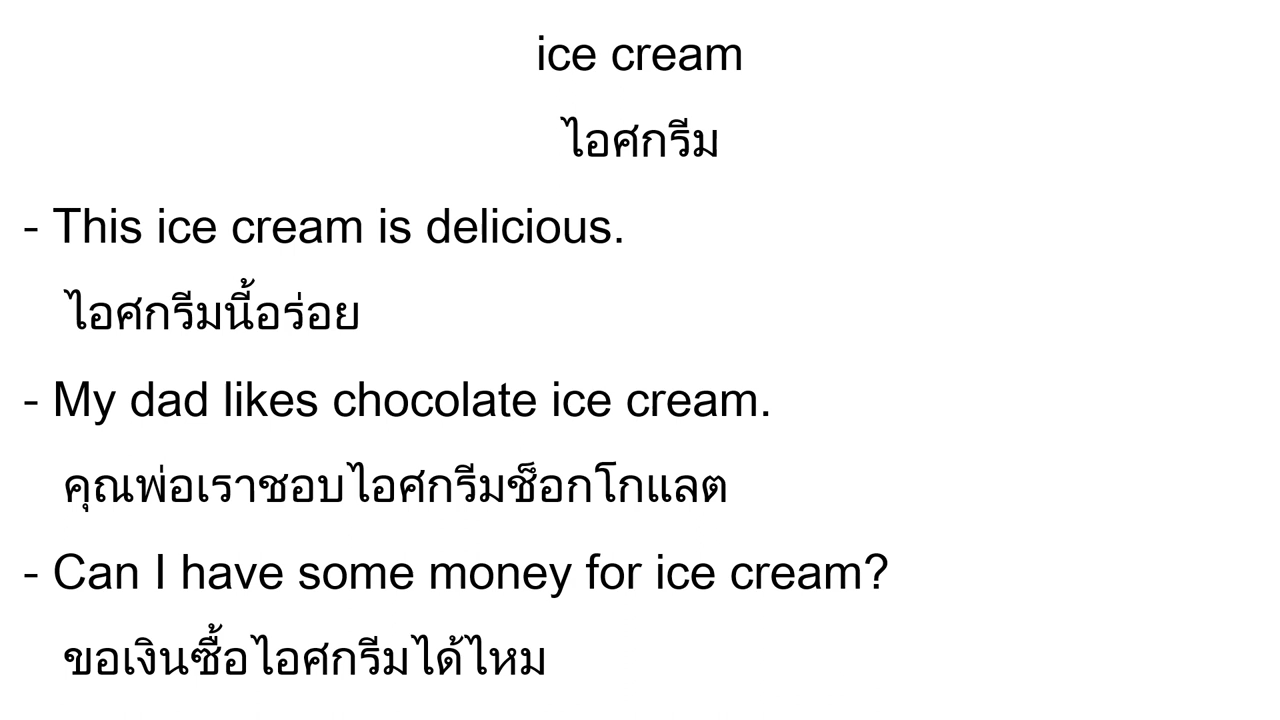 ice cream
ไอศกรีม
- This ice cream is delicious.
ไอศกรีมนี้อร่อย
- My dad likes chocolate ice cream.
คุณพ่อเราชอบไอศกรีมช็อกโกแลต
- Can I have some money for ice cream?
ขอเงินซื้อไอศกรีมได้ไหม